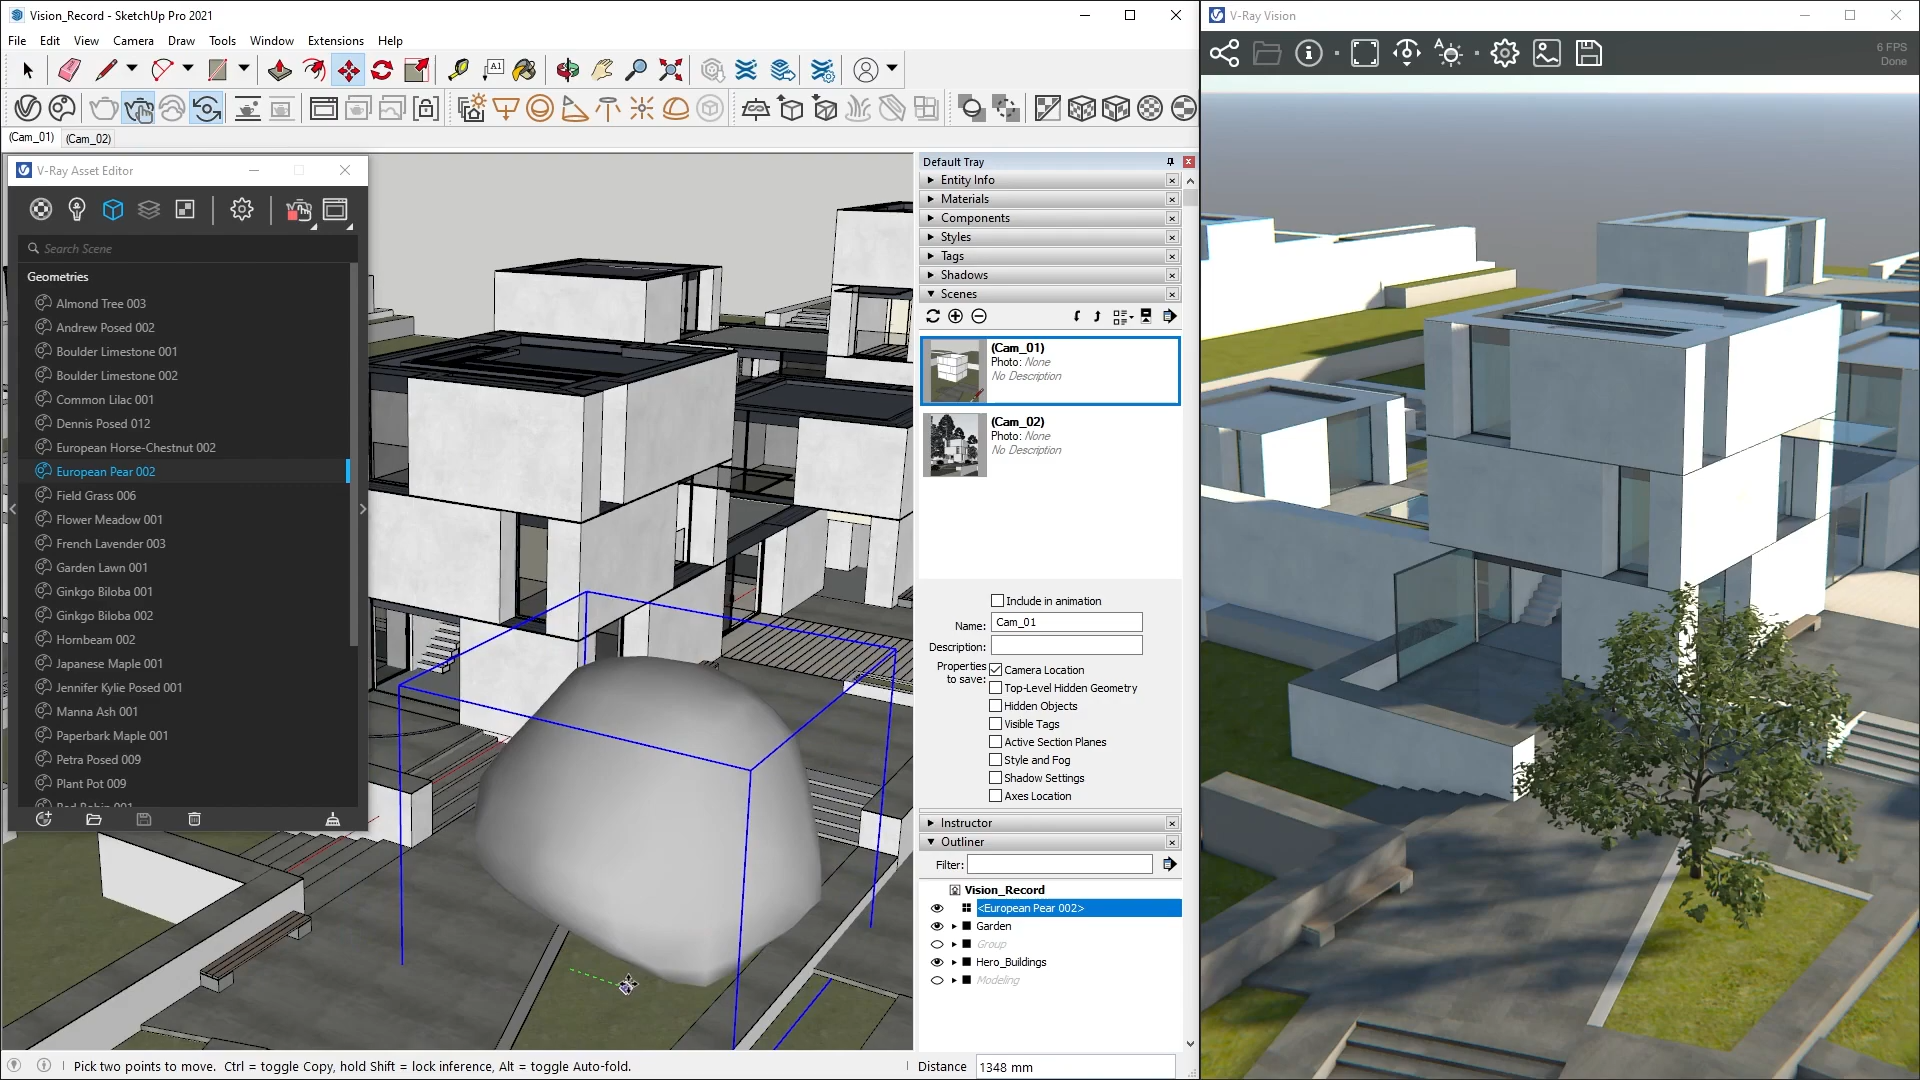 Vision_Record - SketchUp Pro 2021
File Edit View Camera Draw Tools Window Extensions Help
A1
(Cam_01) (Cam_02)
V-Ray Asset Editor
Search Scene
Geometries
Almond Tree 003
Andrew Posed 002
Boulder Limestone 001
Boulder Limestone 002
Common Lilac 001
Dennis Posed 012
European Horse-Chestnut 002
European Pear 002
Field Grass 006
Flower Meadow 001
French Lavender 003
Garden Lawn 001
Ginkgo Biloba 001
Ginkgo Biloba 002
Hornbeam 002
Japanese Maple 001
Jennifer Kylie Posed 001
Manna Ash 001
Paperbark Maple 001
Petra Posed 009
Plant Pot 009
Red Robin 001
Default Tray
Entity Info
Materials
Components
Styles
Tags
Shadows
Scenes
(Cam_01)
Photo: None
No Description
(Cam_02)
Photo: None
No Description
Include in animation
Name: Cam_01
Description:
Properties to save:
Camera Location
Top-Level Hidden Geometry
Hidden Objects
Visible Tags
Active Section Planes
Style and Fog
Shadow Settings
Axes Location
Instructor
Outliner
Filter:
Vision_Record
<European Pear 002>
Garden
Group
Hero_Buildings
Modeling
Pick two points to move. Ctrl = toggle Copy, hold Shift = lock inference, Alt = toggle Auto-fold.
Distance 1348 mm
V-Ray Vision
6 FPS
Done